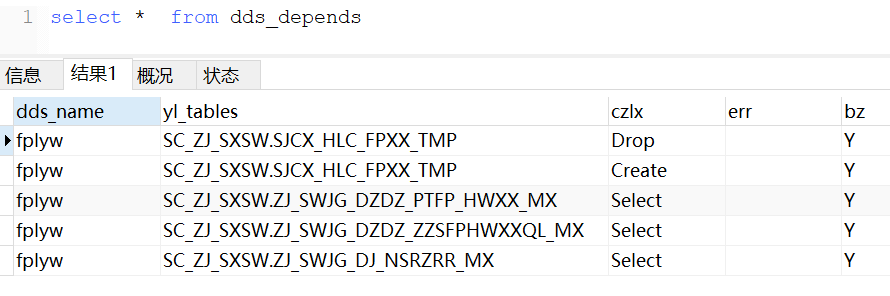 1 select * from dds_depends
信息 结果1 概况 状态
dds_name yl_tables czlx err bz
fplyw SC_ZJ_SXSW.SJCX_HLC_FPXX_TMP Drop Y
fplyw SC_ZJ_SXSW.SJCX_HLC_FPXX_TMP Create Y
fplyw SC_ZJ_SXSW.ZJ_SWJG_DZDZ_PTFP_HWXX_MX Select Y
fplyw SC_ZJ_SXSW.ZJ_SWJG_DZDZ_ZZSFPHWXXQL_MX Select Y
fplyw SC_ZJ_SXSW.ZJ_SWJG_DJ_NSRZRR_MX Select Y